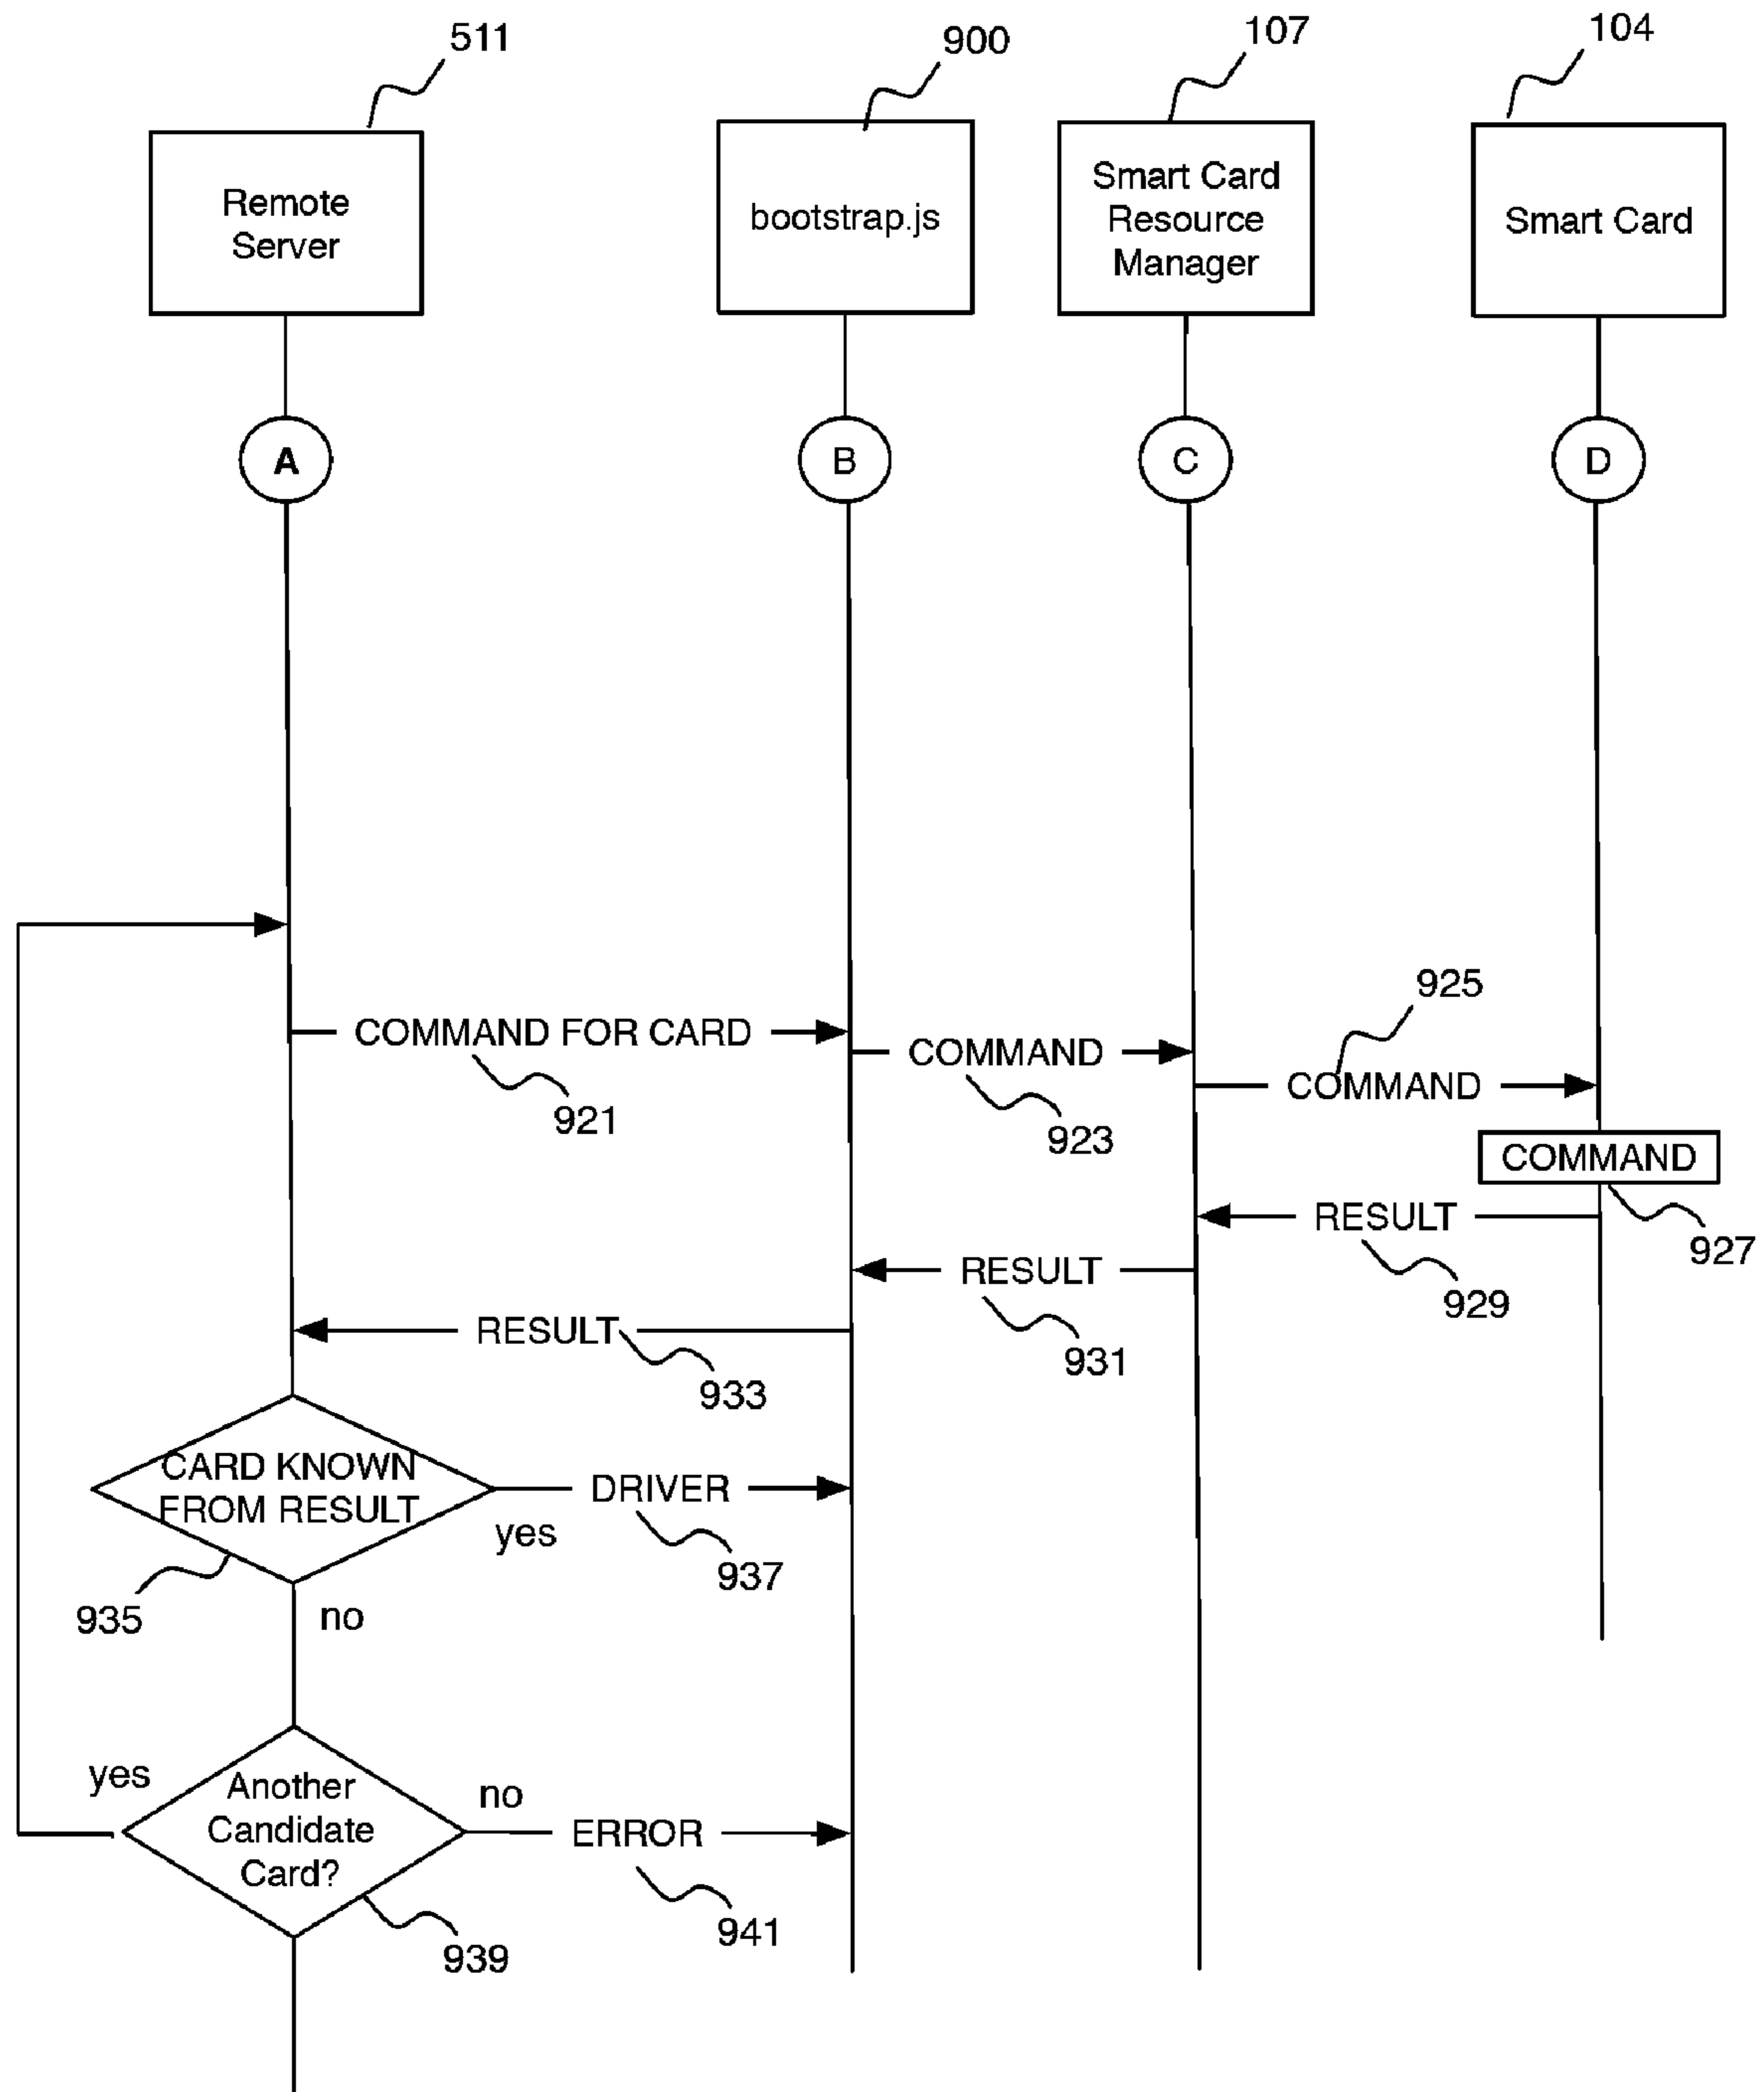 511
900
107
104
Remote
Server
bootstrap.js
Smart Card
Resource
Manager
Smart Card
A
B
C
D
925
COMMAND FOR CARD
COMMAND
COMMAND
921
923
COMMAND
RESULT
927
RESULT
929
RESULT
931
933
CARD KNOWN
FROM RESULT
DRIVER
yes
937
935
no
yes
Another
Candidate
Card?
no
ERROR
941
939